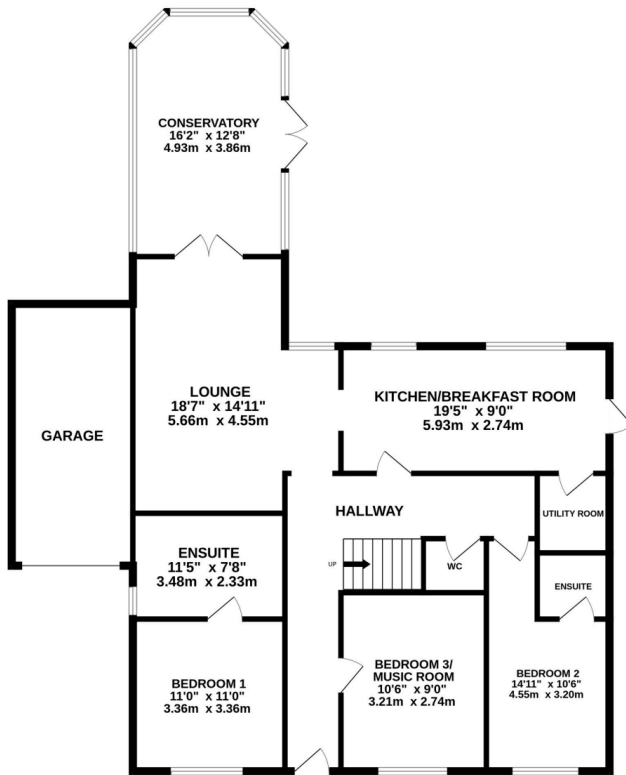 CONSERVATORY
16'2" x 12'8"
4.93m x 3.86m
LOUNGE
18'7" x 14'11"
5.66m x 4.55m
KITCHEN/BREAKFAST ROOM
19'5" x 9'0"
5.93m x 2.74m
GARAGE
HALLWAY
UTILITY ROOM
ENSUITE
11'5" x 7'8"
3.48m x 2.33m
UP
WC
ENSUITE
BEDROOM 1
11'0" x 11'0"
3.36m x 3.36m
BEDROOM 3/
MUSIC ROOM
10'6" x 9'0"
3.21m x 2.74m
BEDROOM 2
14'11" x 10'6"
4.55m x 3.20m